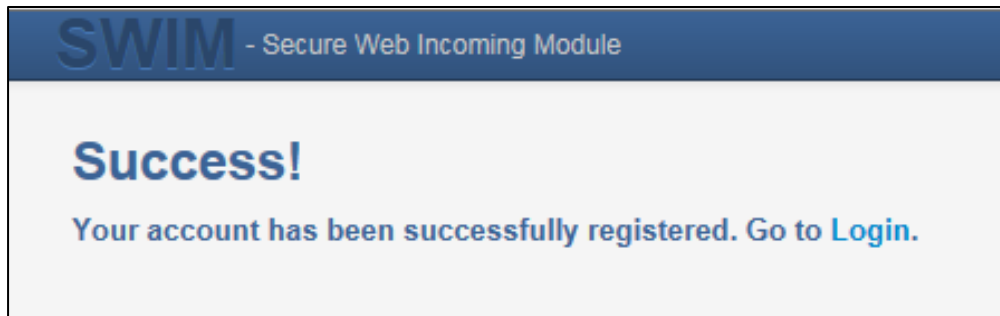 SWIM - Secure Web Incoming Module
Success!
Your account has been successfully registered. Go to Login.